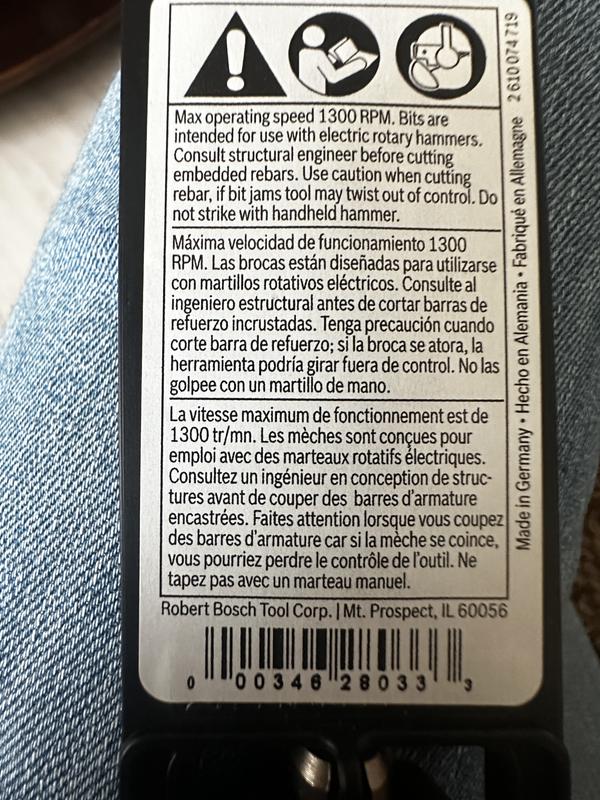 Max operating speed 1300 RPM. Bits are
intended for use with electric rotary hammers.
Consult structural engineer before cutting
embedded rebars. Use caution when cutting
rebar, if bit jams tool may twist out of control. Do
not strike with handheld hammer.
Máxima velocidad de funcionamiento 1300
RPM. Las brocas están diseñadas para utilizarse
con martillos rotativos eléctricos. Consulte al
ingeniero estructural antes de cortar barras de
refuerzo incrustadas. Tenga precaución cuando
corte barra de refuerzo; si la broca se atora, la
herramienta podría girar fuera de control. No las
golpee con un martillo de mano.
La vitesse maximum de fonctionnement est de
1300 tr/mn. Les mèches sont conçues pour
emploi avec des marteaux rotatifs électriques.
Consultez un ingénieur en conception de struc-
tures avant de couper des barres d'armature
encastrées. Faites attention lorsque vous coupez
des barres d'armature car si la mèche se coince,
vous pourriez perdre le contrôle de l'outil. Ne
tapez pas avec un marteau manuel.
Made in Germany • Hecho en Alemania • Fabriqué en Allemagne 2 610 074 719
Robert Bosch Tool Corp. | Mt. Prospect, IL 60056
0 00346 28033 3